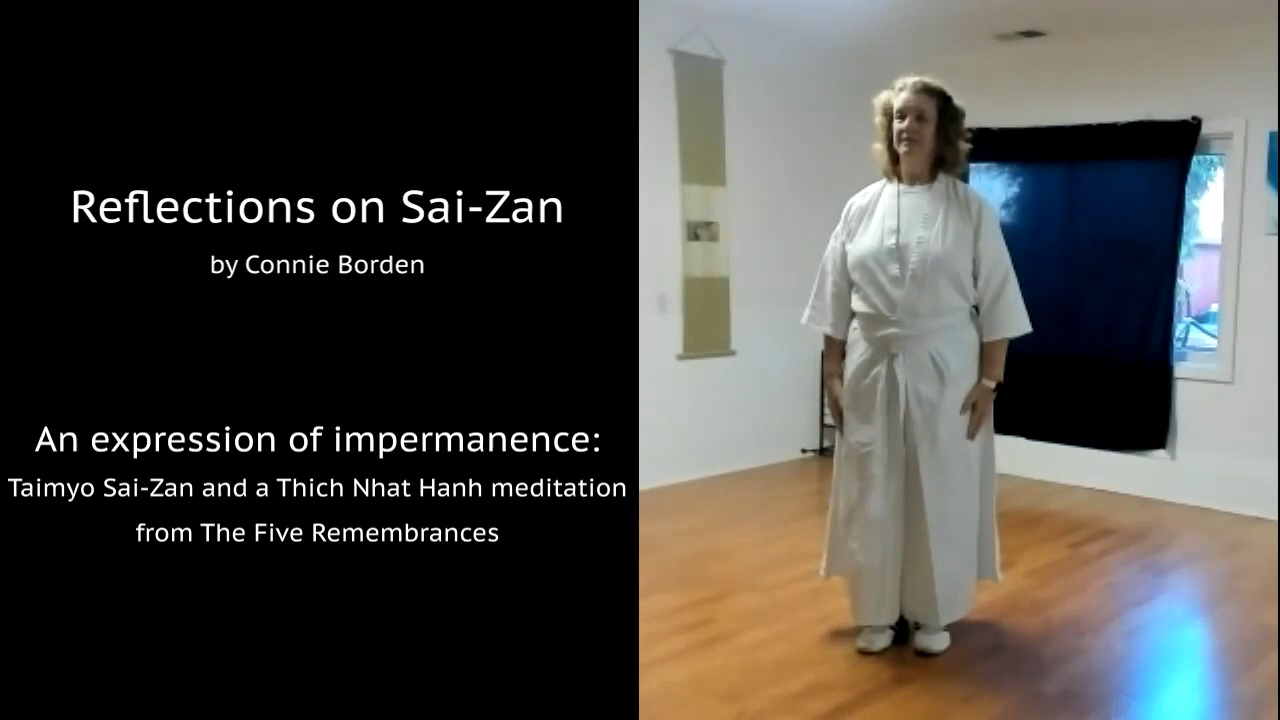 Reflections on Sai-Zan
by Connie Borden
An expression of impermanence:
Taimyo Sai-Zan and a Thich Nhat Hanh meditation
from The Five Remembrances